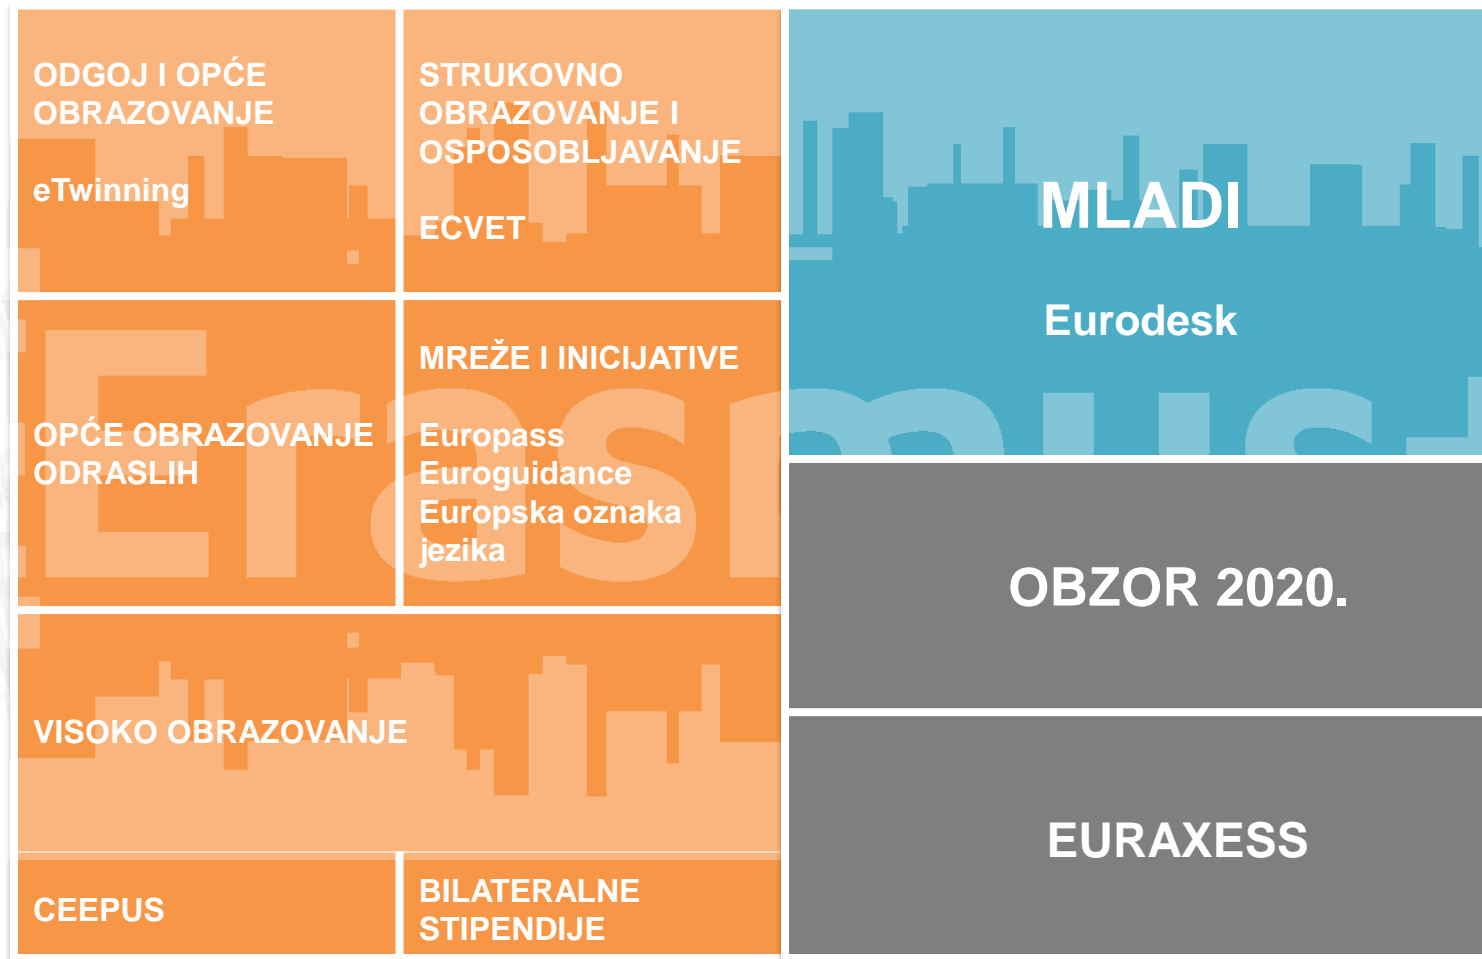 ODGOJ I OPĆE
OBRAZOVANJE
eTwinning
STRUKOVNO
OBRAZOVANJE I
OSPOSOBLJAVANJE
ECVET
MLADI
Eurodesk
OPĆE OBRAZOVANJE
ODRASLIH
MREŽE I INICIJATIVE
Europass
Euroguidance
Europska oznaka
jezika
Erasmus+
OBZOR 2020.
VISOKO OBRAZOVANJE
EURAXESS
CEEPUS
BILATERALNE
STIPENDIJE